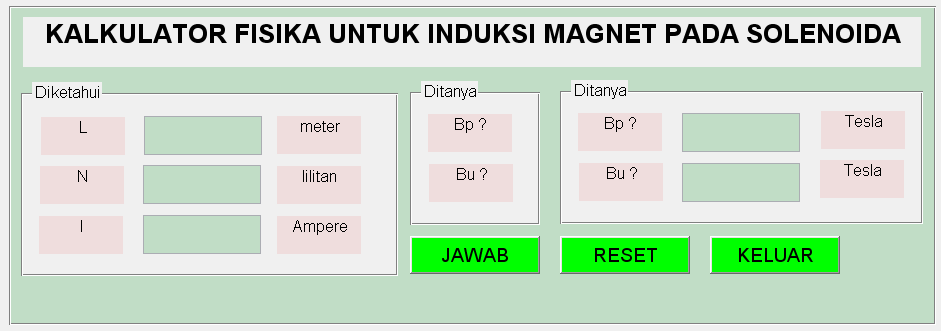 KALKULATOR FISIKA UNTUK INDUKSI MAGNET PADA SOLENOIDA
Diketahui
L meter
N lilitan
I Ampere
Ditanya
Bp ?
Bu ?
Ditanya
Bp ? Tesla
Bu ? Tesla
JAWAB RESET KELUAR